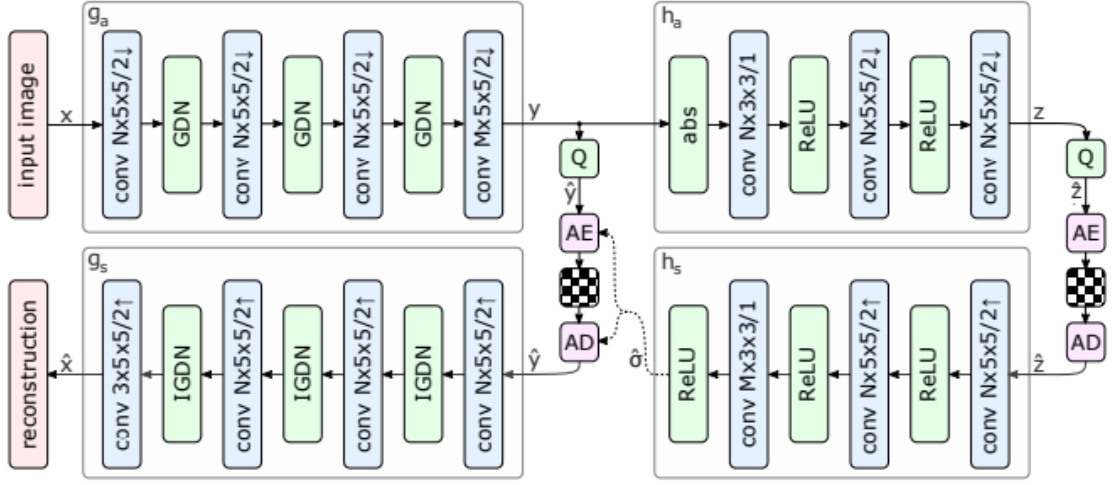 g_a
input image
x
conv Nx5x5/2↓
GDN
conv Nx5x5/2↓
GDN
conv Nx5x5/2↓
GDN
conv Mx5x5/2↓
y
Q
ŷ
AE
AD
h_a
abs
conv Nx3x3/1
ReLU
conv Nx5x5/2↓
ReLU
conv Nx5x5/2↓
z
Q
ẑ
AE
AD
g_s
reconstruction
x̂
conv 3x5x5/2↑
IGDN
conv Nx5x5/2↑
IGDN
conv Nx5x5/2↑
IGDN
conv Nx5x5/2↑
ŷ
h_s
σ̂
ReLU
conv Mx3x3/1
ReLU
conv Nx5x5/2↑
ReLU
conv Nx5x5/2↑
ẑ